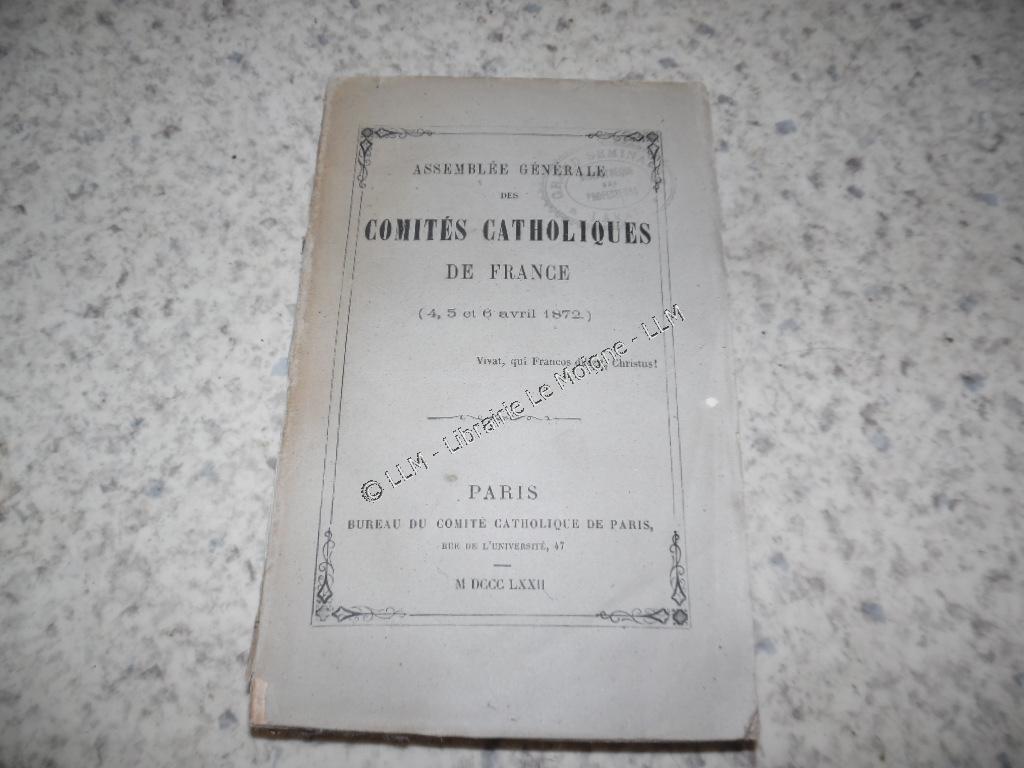 ASSEMBLÉE GÉNÉRALE
DES
COMITÉS CATHOLIQUES
DE FRANCE
(4, 5 et 6 avril 1872.)
Vivat, qui Francos Christus!
© LLM - Librairie Le Moigne - LLM
PARIS
BUREAU DU COMITÉ CATHOLIQUE DE PARIS,
RUE DE L'UNIVERSITÉ, 47
M DCCC LXXII